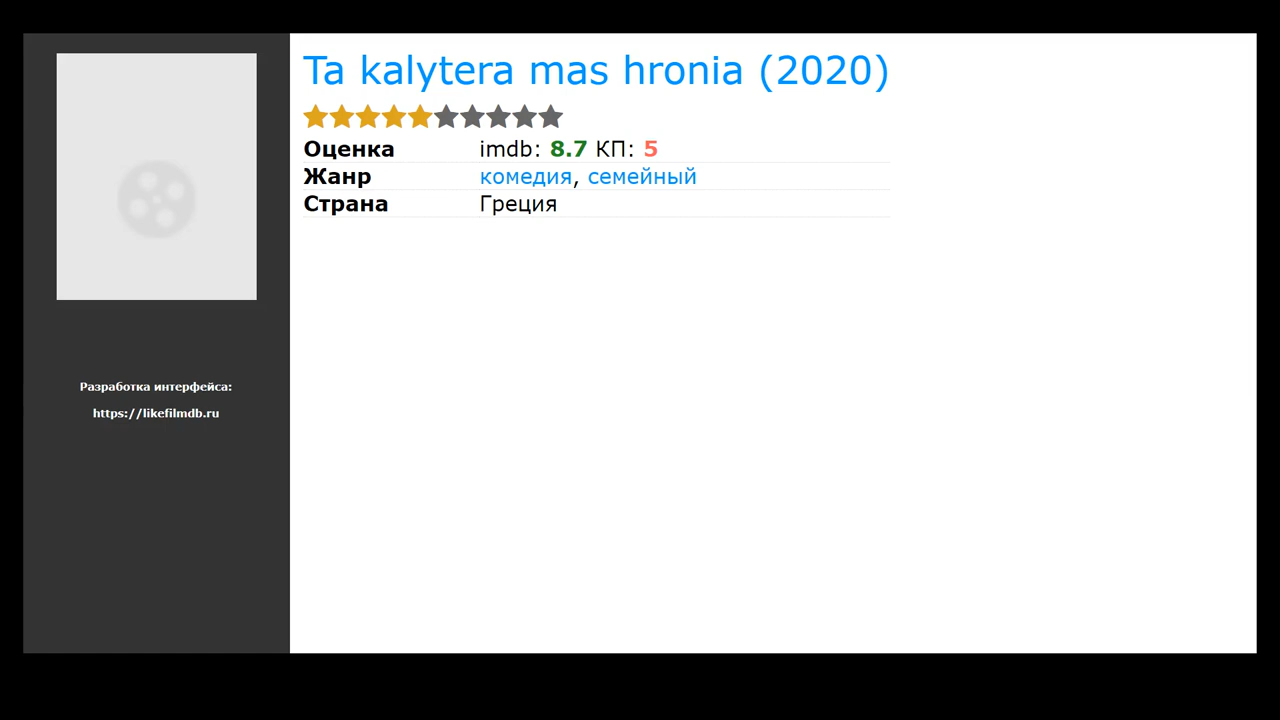 Ta kalytera mas hronia (2020)
Оценка imdb: 8.7 КП: 5
Жанр комедия, семейный
Страна Греция
Разработка интерфейса:
https://likefilmdb.ru